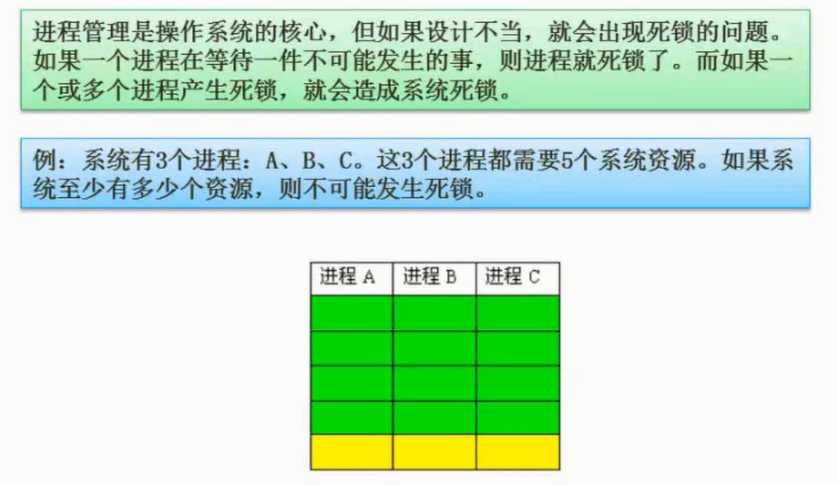 进程管理是操作系统的核心，但如果设计不当，就会出现死锁的问题。
如果一个进程在等待一件不可能发生的事，则进程就死锁了。而如果一
个或多个进程产生死锁，就会造成系统死锁。
例：系统有3个进程：A、B、C。这3个进程都需要5个系统资源。如果系
统至少有多少个资源，则不可能发生死锁。
进程 A 进程 B 进程 C